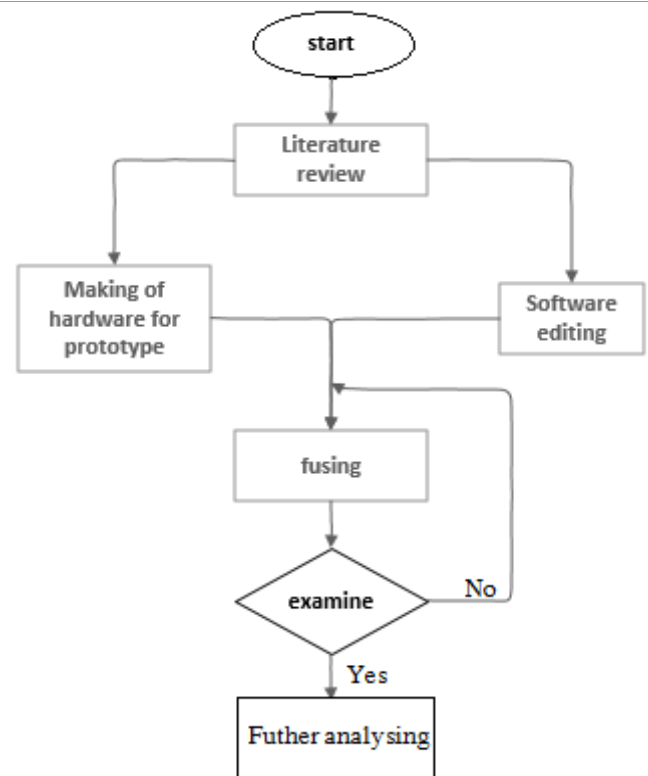 start
Literature
review
Making of
hardware for
prototype
Software
editing
fusing
examine
No
Yes
Futher analysing